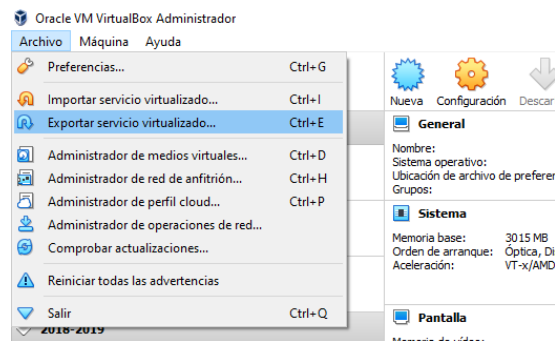 Oracle VM VirtualBox Administrador
Archivo Máquina Ayuda
Preferencias... Ctrl+G
Importar servicio virtualizado... Ctrl+I
Exportar servicio virtualizado... Ctrl+E
Administrador de medios virtuales... Ctrl+D
Administrador de red de anfitrión... Ctrl+H
Administrador de perfil cloud... Ctrl+P
Administrador de operaciones de red...
Comprobar actualizaciones...
Reiniciar todas las advertencias
Salir Ctrl+Q
2018-2019
Nueva Configuración Descar
General
Nombre:
Sistema operativo:
Ubicación de archivo de preferen
Grupos:
Sistema
Memoria base: 3015 MB
Orden de arranque: Óptica, Di
Aceleración: VT-x/AMD
Pantalla
Memoria de vídeo: